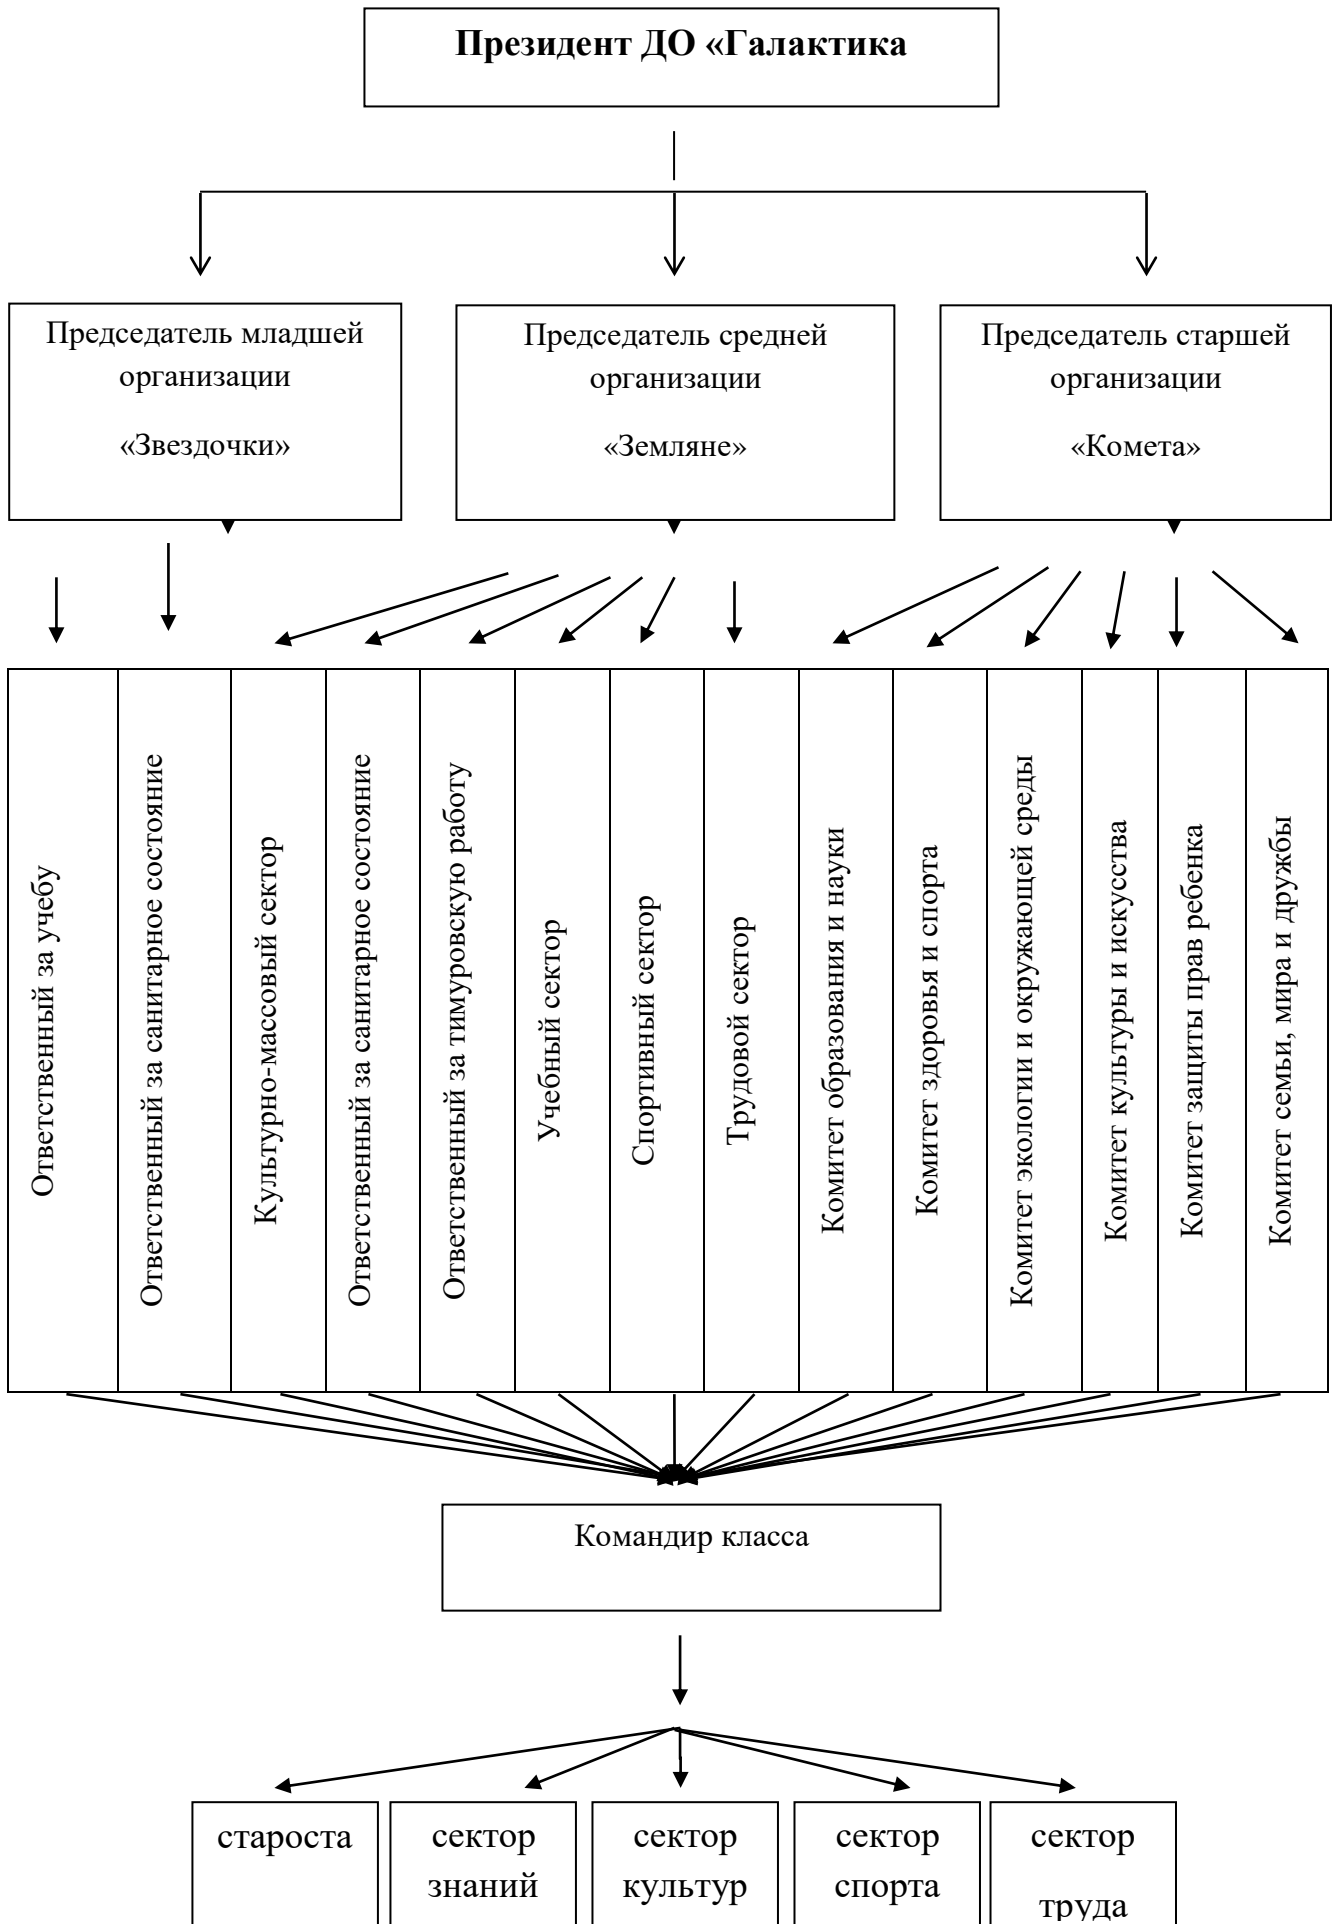 Президент ДО «Галактика
Председатель младшей
организации
«Звездочки»
Председатель средней
организации
«Земляне»
Председатель старшей
организации
«Комета»
Ответственный за учебу
Ответственный за санитарное состояние
Культурно-массовый сектор
Ответственный за санитарное состояние
Ответственный за тимуровскую работу
Учебный сектор
Спортивный сектор
Трудовой сектор
Комитет образования и науки
Комитет здоровья и спорта
Комитет экологии и окружающей среды
Комитет культуры и искусства
Комитет защиты прав ребенка
Комитет семьи, мира и дружбы
Командир класса
староста
сектор
знаний
сектор
культур
сектор
спорта
сектор
труда